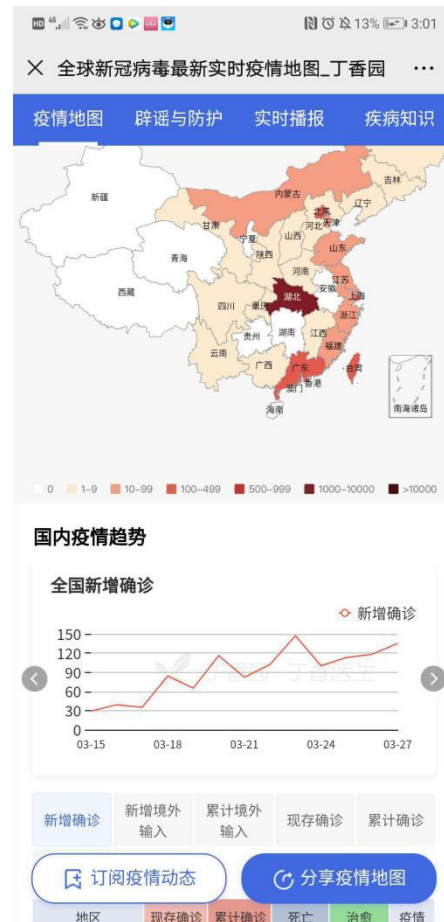 HD 46 13% 3:01
全球新冠病毒最新实时疫情地图_丁香园 ···
疫情地图 辟谣与防护 实时播报 疾病知识
吉林
新疆 内蒙古 辽宁
北京
甘肃 河北 天津
宁夏 山西 山东
青海 陕西
河南 江苏
西藏 安徽 上海
四川 重庆 湖北
浙江
贵州 湖南 江西
云南 福建
广西 广东 台湾
澳门 香港
海南 南海诸岛
0 1-9 10-99 100-499 500-999 1000-10000 >10000
国内疫情趋势
全国新增确诊
新增确诊
150
120
90
丁香园 丁香医生
60
30
0
03-15 03-18 03-21 03-24 03-27
新增确诊 新增境外输入 累计境外输入 现存确诊 累计确诊
订阅疫情动态 分享疫情地图
地区 现存确诊 累计确诊 死亡 治愈 疫情